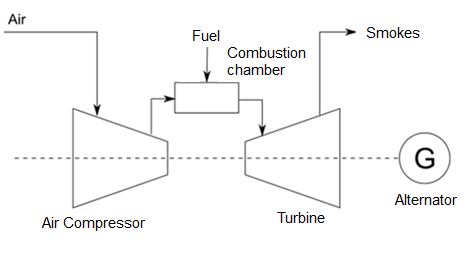 Air
Fuel
Smokes
Combustion
chamber
G
Alternator
Air Compressor
Turbine